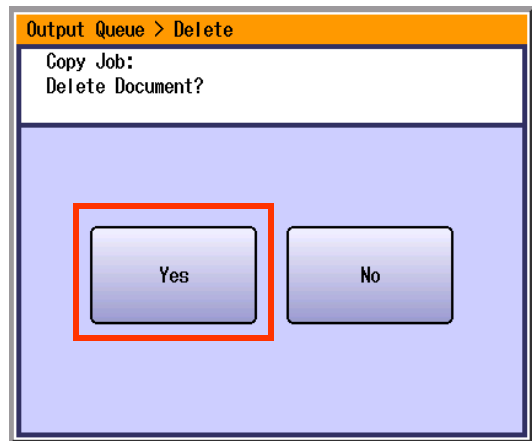 Output Queue > Delete
Copy Job:
Delete Document?
Yes
No